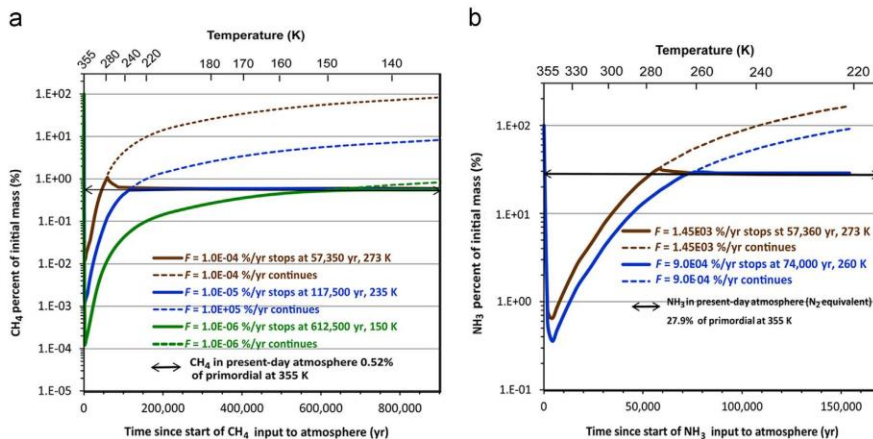 a
Temperature (K)
355
280
240
220
180
170
160
150
140
1.E+02
1.E+01
1.E+00
1.E-01
1.E-02
1.E-03
1.E-04
1.E-05
CH4 percent of initial mass (%)
F = 1.0E-04 %/yr stops at 57,350 yr, 273 K
F = 1.0E-04 %/yr continues
F = 1.0E-05 %/yr stops at 117,500 yr, 235 K
F = 1.0E+05 %/yr continues
F = 1.0E-06 %/yr stops at 612,500 yr, 150 K
F = 1.0E-06 %/yr continues
CH4 in present-day atmosphere 0.52%
of primordial at 355 K
0
200,000
400,000
600,000
800,000
Time since start of CH4 input to atmosphere (yr)
b
Temperature (K)
355
330
300
280
260
240
220
1.E+02
1.E+01
1.E+00
1.E-01
NH3 percent of initial mass (%)
F = 1.45E03 %/yr stops st 57,360 yr, 273 K
F = 1.45E03 %/yr continues
F = 9.0E04 %/yr stops at 74,000 yr, 260 K
F = 9.0E-04 %/yr continues
NH3 in present-day atmosphere (N2 equivalent)
27.9% of primordial at 355 K
0
50,000
100,000
150,000
Time since start of NH3 input to atmosphere (yr)